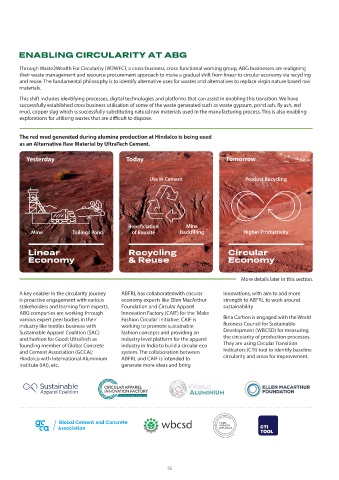 ENABLING CIRCULARITY AT ABG
Through Waste2Wealth For Circularity (W2WFC), a cross-business, cross-functional working group, ABG businesses are realigning
their waste management and resource procurement approach to make a gradual shift from linear to circular economy via recycling
and reuse. The fundamental philosophy is to identify alternative uses for wastes and alternatives to replace virgin nature based raw
materials.
This shift includes identifying processes, digital technologies and platforms that can assist in enabling this transition. We have
successfully established cross business utilisation of some of the waste generated such as waste gypsum, pond ash, fly ash, red
mud, copper slag which is successfully substituting natural raw materials used in the manufacturing process. This is also enabling
explorations for utilising wastes that are difficult to dispose.
The red mud generated during alumina production at Hindalco is being used
as an Alternative Raw Material by UltraTech Cement.
Yesterday
Today
Tomorrow
Use in Cement
Product Recycling
Mine
Tailings Pond
Beneficiation
of Bauxite
Mine
Backfilling
Higher Productivity
Linear
Economy
Recycling
& Reuse
Circular
Economy
More details later in this section.
A key enabler in the circularity journey
is proactive engagement with various
stakeholders and learning from experts.
ABG companies are working through
various expert peer bodies in their
industry like textiles business with
Sustainable Apparel Coalition (SAC)
and Fashion for Good; UltraTech as
founding member of Global Concrete
and Cement Association (GCCA);
Hindalco with International Aluminium
Institute (IAI), etc.
ABFRL has collaborated with circular
economy experts like Ellen MacArthur
Foundation and Circular Apparel
Innovation Factory (CAIF) for the 'Make
Fashion Circular' initiative. CAIF is
working to promote sustainable
fashion concepts and providing an
industry level platform for the apparel
industry in India to build a circular eco
system. The collaboration between
ABFRL and CAIF is intended to
generate more ideas and bring
innovations, with aim to add more
strength to ABFRL to work around
sustainability.
Birla Carbon is engaged with the World
Business Council for Sustainable
Development (WBCSD) for measuring
the circularity of production processes.
They are using Circular Transition
Indicators (CTI) tool to identify baseline
circularity and areas for improvement.
Sustainable
Apparel Coalition
CIRCULAR APPAREL
INNOVATION FACTORY
WORLD
ALUMINIUM
ELLEN MACARTHUR
FOUNDATION
gc
ca
Global Cement and Concrete
Association
wbcsd
CTI
TOOL
55